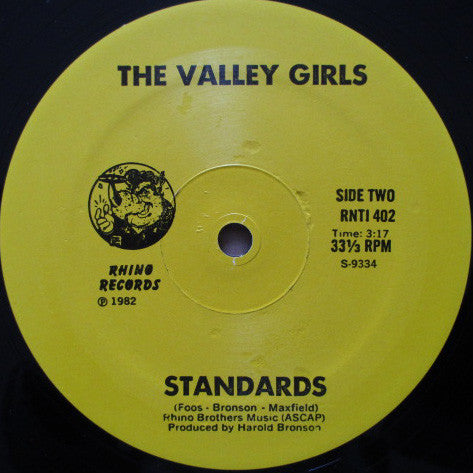 THE VALLEY GIRLS
SIDE TWO
RNTI 402
Time: 3:17
33⅓ RPM
S-9334
RHINO
RECORDS
℗ 1982
STANDARDS
(Foos - Bronson - Maxfield)
Rhino Brothers Music (ASCAP)
Produced by Harold Bronson